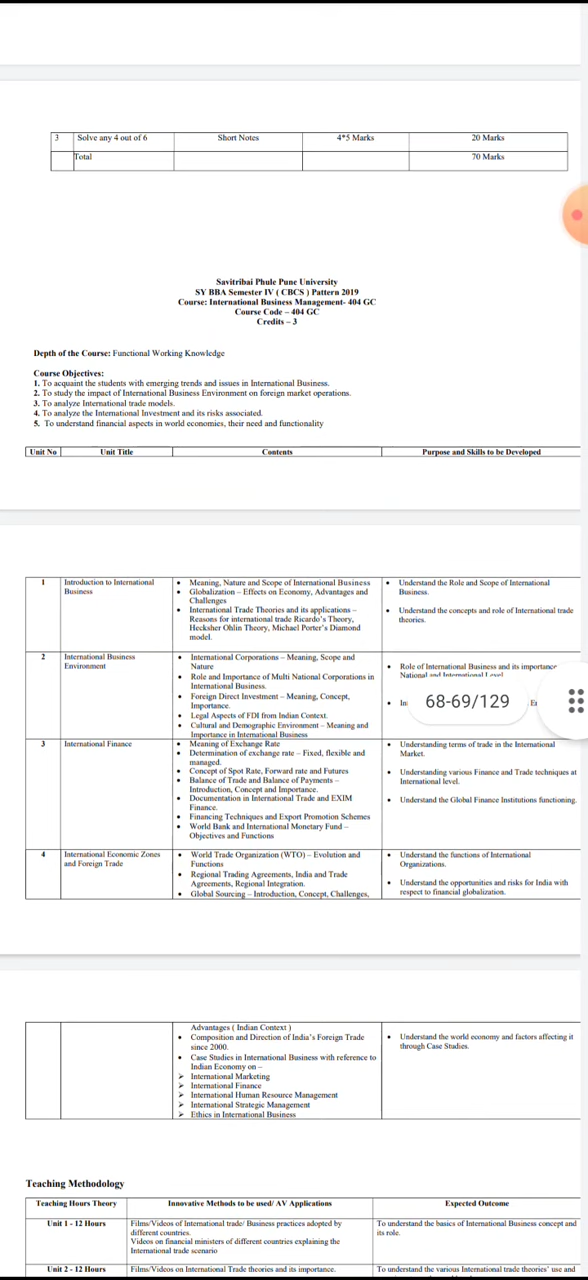 3 Solve any 4 out of 6 Short Notes 4*5 Marks 20 Marks
Total 70 Marks
Savitribai Phule Pune University
SY BBA Semester IV ( CBCS ) Pattern 2019
Course: International Business Management- 404 GC
Course Code – 404 GC
Credits – 3
Depth of the Course: Functional Working Knowledge
Course Objectives:
1. To acquaint the students with emerging trends and issues in International Business.
2. To study the impact of International Business Environment on foreign market operations.
3. To analyze International trade models.
4. To analyze the International Investment and its risks associated.
5. To understand financial aspects in world economies, their need and functionality
Unit No Unit Title Contents Purpose and Skills to be Developed
1
Introduction to International
Business
• Meaning, Nature and Scope of International Business
• Globalization – Effects on Economy, Advantages and
Challenges
• International Trade Theories and its applications –
Reasons for international trade Ricardo's Theory,
Hecksher Ohlin Theory, Michael Porter's Diamond
model.
• Understand the Role and Scope of International
Business.
• Understand the concepts and role of International trade
theories.
2
International Business
Environment
• International Corporations – Meaning, Scope and
Nature
• Role and Importance of Multi National Corporations in
International Business.
• Foreign Direct Investment – Meaning, Concept,
Importance.
• Legal Aspects of FDI from Indian Context.
• Cultural and Demographic Environment – Meaning and
Importance in International Business
• Role of International Business and its importance
National and International Level
•
68-69/129
3
International Finance
• Meaning of Exchange Rate
• Determination of exchange rate – Fixed, flexible and
managed.
• Concept of Spot Rate, Forward rate and Futures
• Balance of Trade and Balance of Payments –
Introduction, Concept and Importance.
• Documentation in International Trade and EXIM
Finance.
• Financing Techniques and Export Promotion Schemes
• World Bank and International Monetary Fund –
Objectives and Functions
• Understanding terms of trade in the International
Market.
• Understanding various Finance and Trade techniques at
International level.
• Understand the Global Finance Institutions functioning.
4
International Economic Zones
and Foreign Trade
• World Trade Organization (WTO) – Evolution and
Functions
• Regional Trading Agreements, India and Trade
Agreements, Regional Integration.
• Global Sourcing – Introduction, Concept, Challenges,
• Understand the functions of International
Organizations.
• Understand the opportunities and risks for India with
respect to financial globalization.
Advantages ( Indian Context )
• Composition and Direction of India's Foreign Trade
since 2000.
• Case Studies in International Business with reference to
Indian Economy on –
➢ International Marketing
➢ International Finance
➢ International Human Resource Management
➢ International Strategic Management
➢ Ethics in International Business
• Understand the world economy and factors affecting it
through Case Studies.
Teaching Methodology
Teaching Hours Theory Innovative Methods to be used/ AV Applications Expected Outcome
Unit 1 - 12 Hours
Films/Videos of International trade/ Business practices adopted by
different countries.
Videos on financial ministers of different countries explaining the
International trade scenario
To understand the basics of International Business concept and
its role.
Unit 2 - 12 Hours Films/Videos on International Trade theories and its importance. To understand the various International trade theories' use and